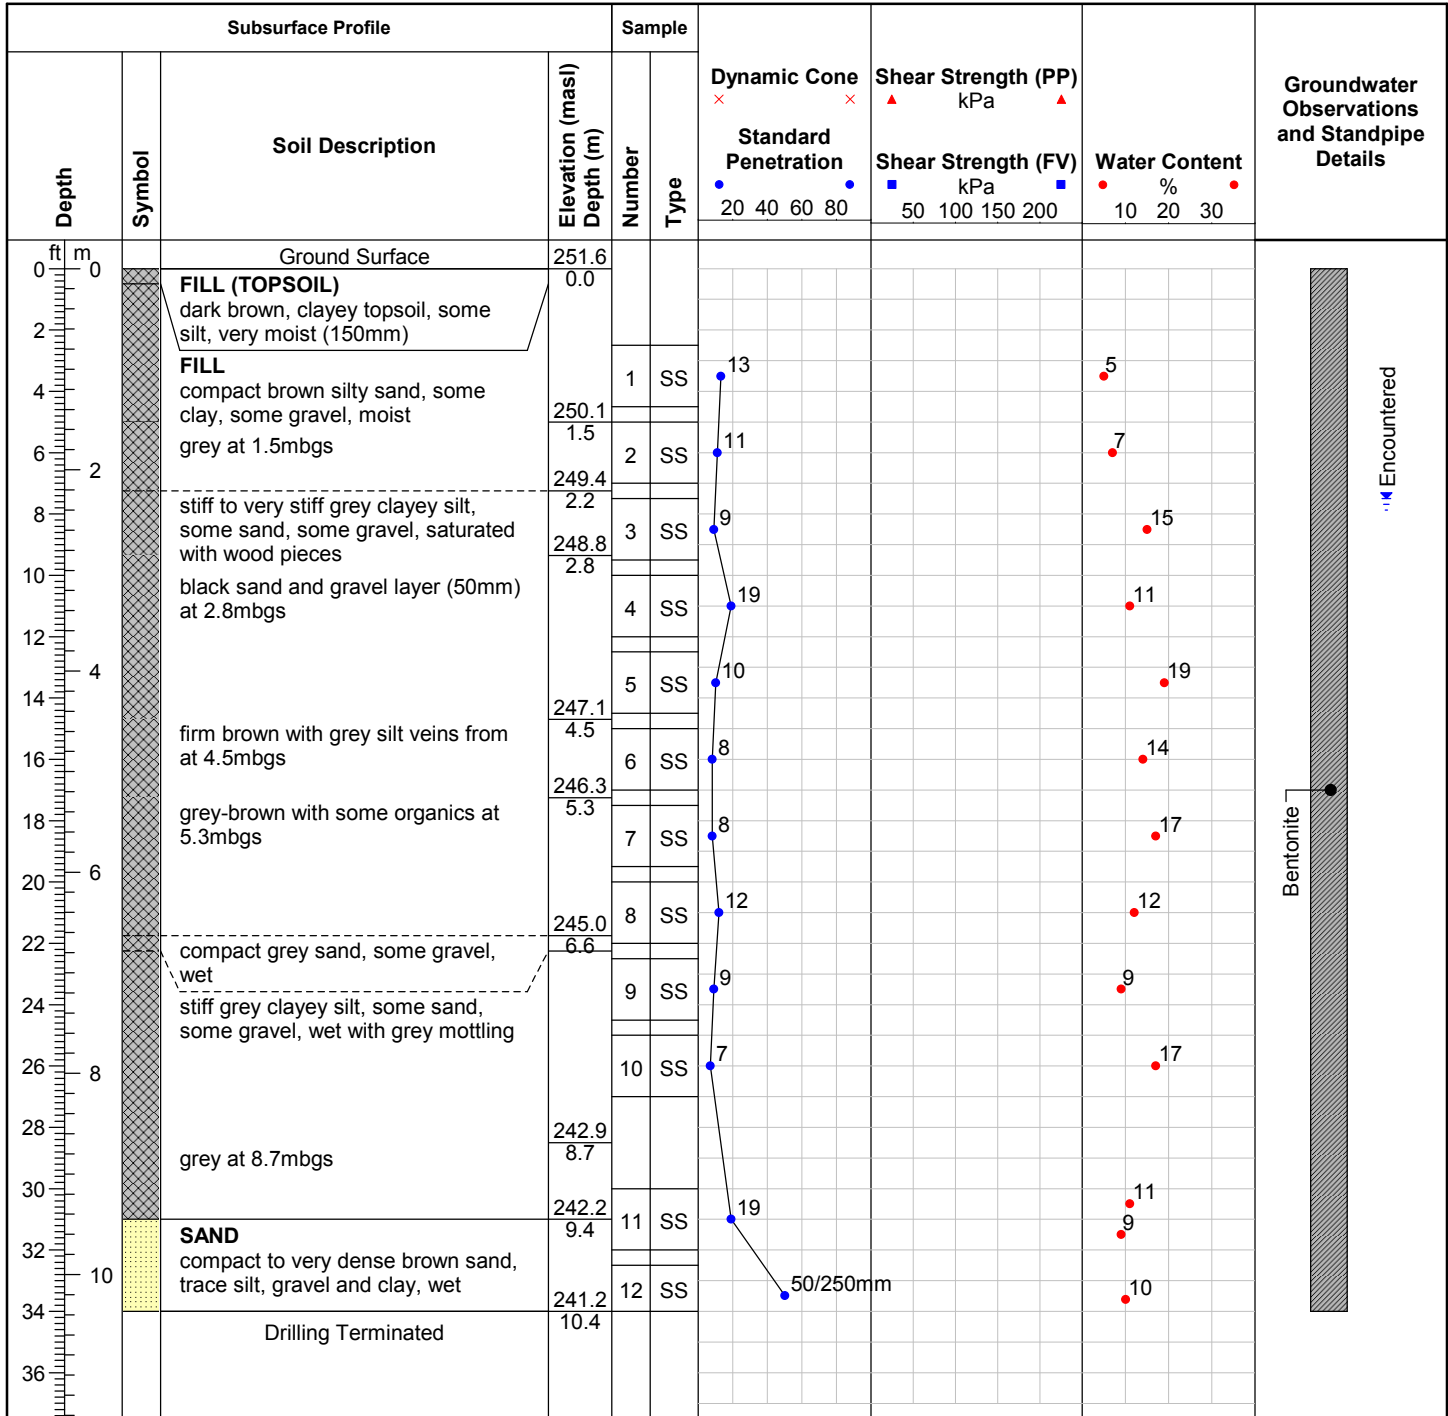 Subsurface Profile
Sample
Depth
Symbol
Soil Description
Elevation (masl)
Depth (m)
Number
Type
Dynamic Cone
Standard
Penetration
20 40 60 80
Shear Strength (PP)
kPa
Shear Strength (FV)
kPa
50 100 150 200
Water Content
%
10 20 30
Groundwater
Observations
and Standpipe
Details
ft m
Ground Surface
251.6
0 0
0.0
FILL (TOPSOIL)
dark brown, clayey topsoil, some
silt, very moist (150mm)
2
FILL
compact brown silty sand, some
clay, some gravel, moist
1 SS 13 5
4
250.1
1.5
grey at 1.5mbgs
6
2
2 SS 11 7
249.4
2.2
stiff to very stiff grey clayey silt,
some sand, some gravel, saturated
with wood pieces
8
3 SS 9 15
248.8
2.8
10
black sand and gravel layer (50mm)
at 2.8mbgs
4 SS 19 11
12
4
5 SS 10 19
14
247.1
4.5
firm brown with grey silt veins from
at 4.5mbgs
16
6 SS 8 14
246.3
5.3
grey-brown with some organics at
5.3mbgs
18
7 SS 8 17
6
20
8 SS 12 12
245.0
6.6
22
compact grey sand, some gravel,
wet
9 SS 9 9
24
stiff grey clayey silt, some sand,
some gravel, wet with grey mottling
26
8
10 SS 7 17
28
242.9
8.7
grey at 8.7mbgs
30
242.2
9.4
11 SS 19 11
9
SAND
compact to very dense brown sand,
trace silt, gravel and clay, wet
32
10
12 SS 50/250mm 10
34
241.2
10.4
Drilling Terminated
36
Encountered
Bentonite